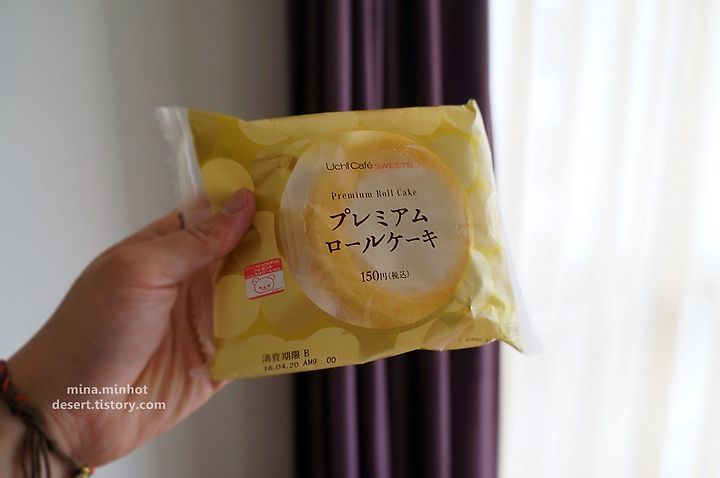 Uchi Café SWEETS
Premium Roll Cake
プレミアム
ロールケーキ
150円(税込)
消費期限 B
16.04.20 AM9:00
mina.minhot
desert.tistory.com